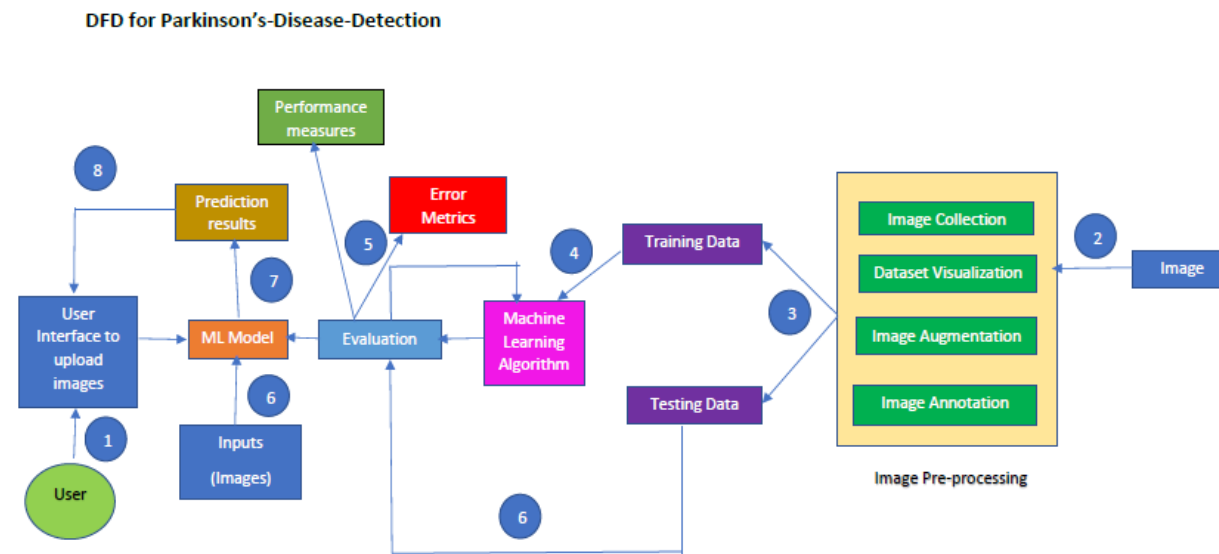 DFD for Parkinson's-Disease-Detection
Performance
measures
8
Prediction
results
Error
Metrics
5
4
Training Data
Image Collection
2
Image
Dataset Visualization
7
User
Interface to
upload
images
ML Model
Evaluation
Machine
Learning
Algorithm
3
Image Augmentation
6
Testing Data
Image Annotation
1
Inputs
(Images)
User
6
Image Pre-processing